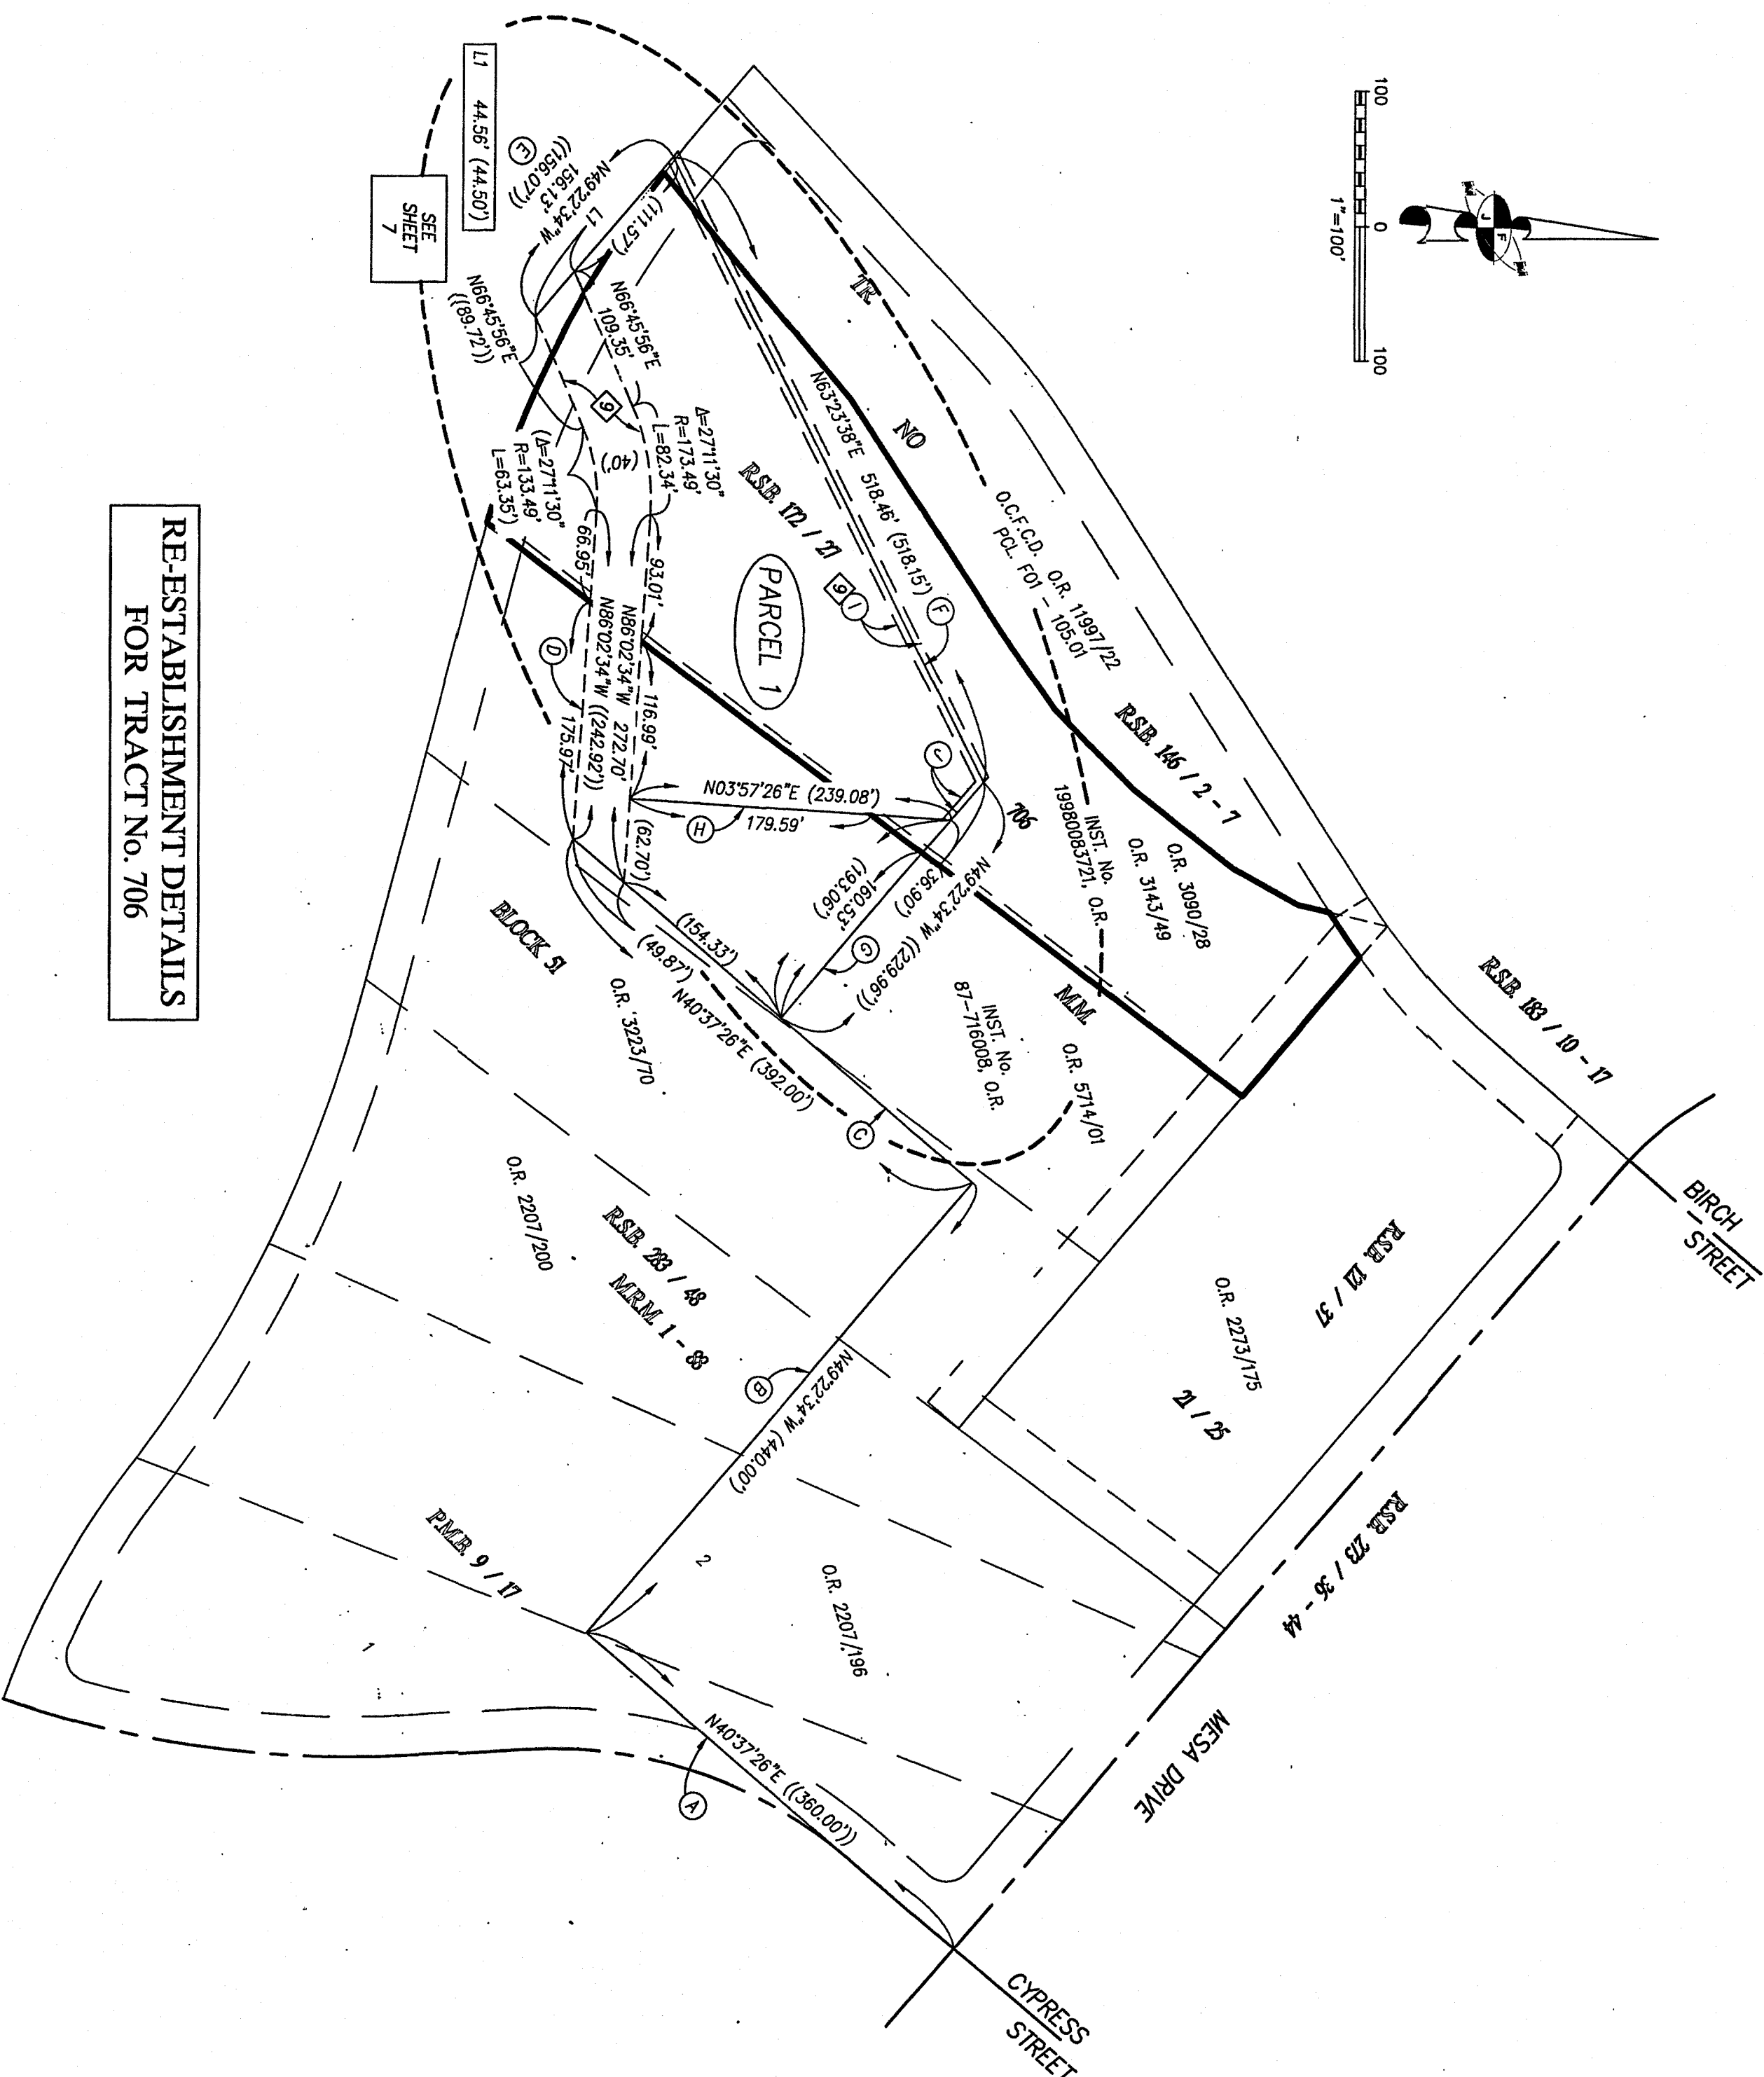 100
0
100
1"=100'
J
F
L1 44.56' (44.50')
SEE
SHEET
7
E
N49°22'34"W
156.13'
((156.07'))
L1
(111.57')
N66°45'56"E
109.35'
N66°45'56"E
((89.72'))
6
(40')
Δ=27°11'30"
R=173.49'
L=82.34'
(Δ=27°11'30"
R=133.49'
L=63.35')
TR.
NO
N63°23'38"E 518.46' (518.15')
R.S.B. 172 / 27
6
I
F
PARCEL 1
O.C.F.C.D. O.R. 11997/22
PCL. F01 - 105.01
R.S.B. 146 / 2 - 7
706
INST. No.
19980083721, O.R.
O.R. 3090/28
O.R. 3143/49
R.S.B. 183 / 10 - 17
BIRCH
STREET
66.95'
93.01'
D
N86°02'34"W 272.70'
N86°02'34"W ((242.92'))
116.99'
175.97'
N03°57'26"E (239.08')
179.59'
H
J
(62.70')
N49°22'34"W ((229.96'))
(36.90')
160.53'
(193.06')
G
(154.33')
(49.87')
N40°37'26"E (392.00')
C
BLOCK 51
O.R. 3223/70
M.M.
INST. No.
87-716008, O.R.
O.R. 5714/01
R.S.B. 121 / 37
O.R. 2273/175
21 / 25
R.S.B. 273 / 36 - 44
O.R. 2207/200
R.S.B. 283 / 48
M.R.M. 1 - 88
B
N49°22'34"W (440.00')
P.M.B. 9 / 17
2
1
O.R. 2207/196
MESA DRIVE
N40°37'26"E ((360.00'))
A
CYPRESS
STREET
RE-ESTABLISHMENT DETAILS
FOR TRACT No. 706